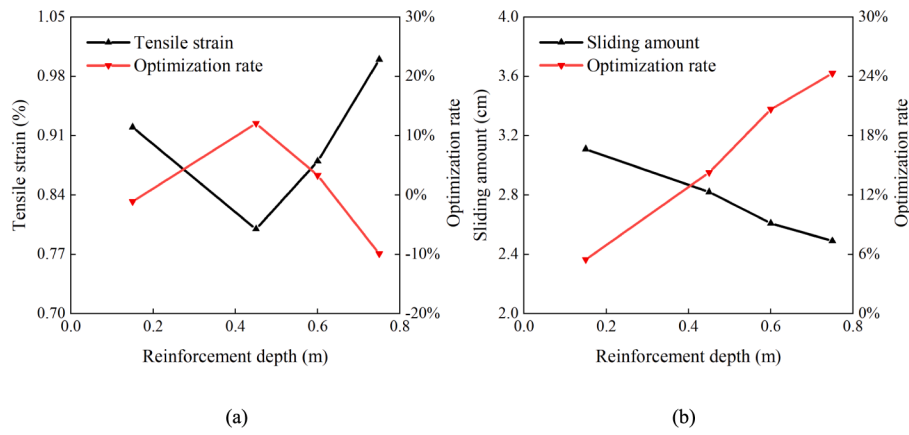 1.05
0.98
0.91
0.84
0.77
0.70
Tensile strain (%)
Tensile strain
Optimization rate
30%
20%
10%
0%
-10%
-20%
Optimization rate
0.0
0.2
0.4
0.6
0.8
Reinforcement depth (m)
(a)
4.0
3.6
3.2
2.8
2.4
2.0
Sliding amount (cm)
Sliding amount
Optimization rate
30%
24%
18%
12%
6%
0%
Optimization rate
0.0
0.2
0.4
0.6
0.8
Reinforcement depth (m)
(b)